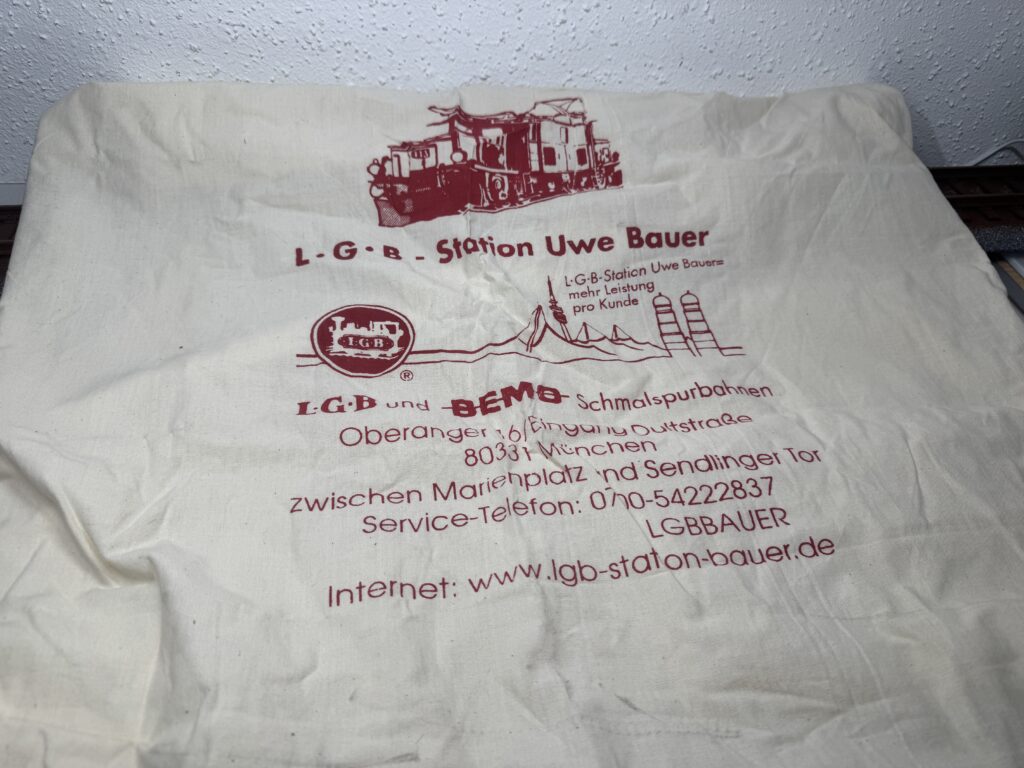 L·G·B - Station Uwe Bauer
L·G·B-Station Uwe Bauer=
mehr Leistung
pro Kunde
LGB
®
L·G·B und BEMO Schmalspurbahnen
Oberanger 16/Eingang Dultstraße
80331 München
zwischen Marienplatz und Sendlinger Tor
Service-Telefon: 0700-54222837
LGBBAUER
Internet: www.lgb-station-bauer.de